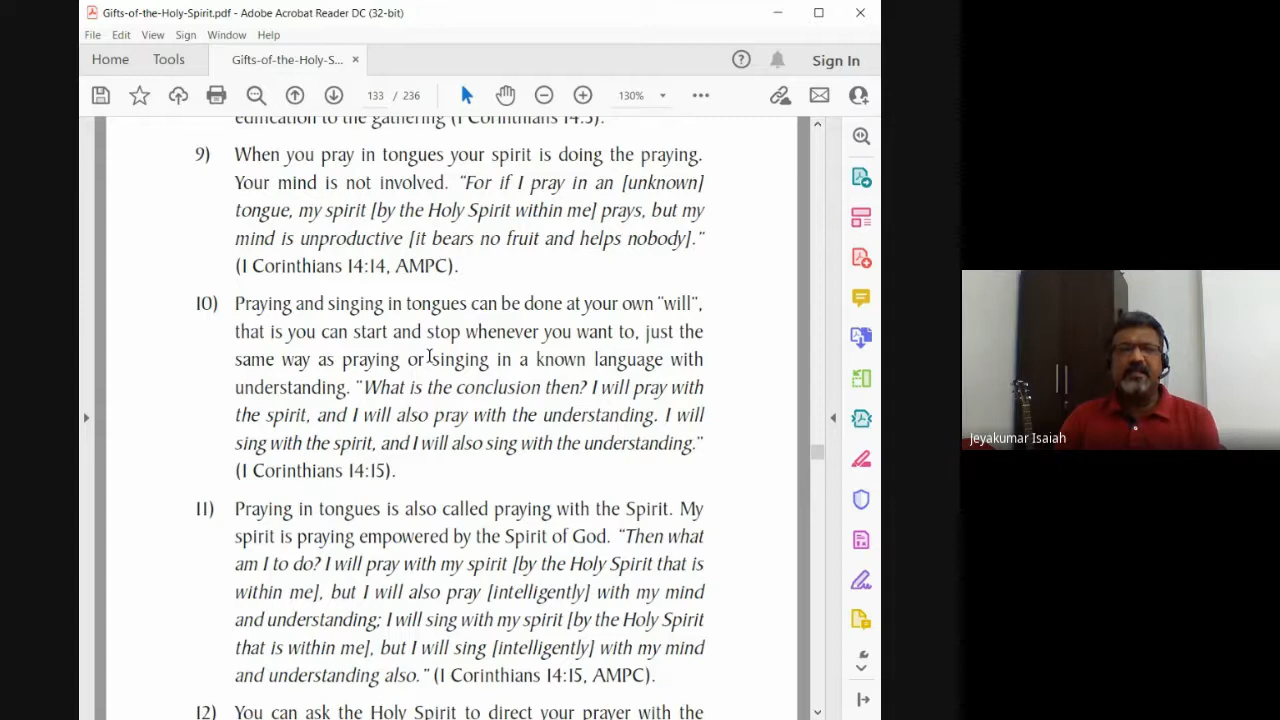 Gifts-of-the-Holy-Spirit.pdf - Adobe Acrobat Reader DC (32-bit)
File Edit View Sign Window Help
Home Tools Gifts-of-the-Holy-S... × Sign In
133 / 236 130%
edification to the gathering (I Corinthians 14:5).
9) When you pray in tongues your spirit is doing the praying.
Your mind is not involved. “For if I pray in an [unknown]
tongue, my spirit [by the Holy Spirit within me] prays, but my
mind is unproductive [it bears no fruit and helps nobody].”
(I Corinthians 14:14, AMPC).
10) Praying and singing in tongues can be done at your own “will”,
that is you can start and stop whenever you want to, just the
same way as praying or singing in a known language with
understanding. “What is the conclusion then? I will pray with
the spirit, and I will also pray with the understanding. I will
sing with the spirit, and I will also sing with the understanding.”
(I Corinthians 14:15).
11) Praying in tongues is also called praying with the Spirit. My
spirit is praying empowered by the Spirit of God. “Then what
am I to do? I will pray with my spirit [by the Holy Spirit that is
within me], but I will also pray [intelligently] with my mind
and understanding; I will sing with my spirit [by the Holy Spirit
that is within me], but I will sing [intelligently] with my mind
and understanding also.” (I Corinthians 14:15, AMPC).
12) You can ask the Holy Spirit to direct your prayer with the
Jeyakumar Isaiah